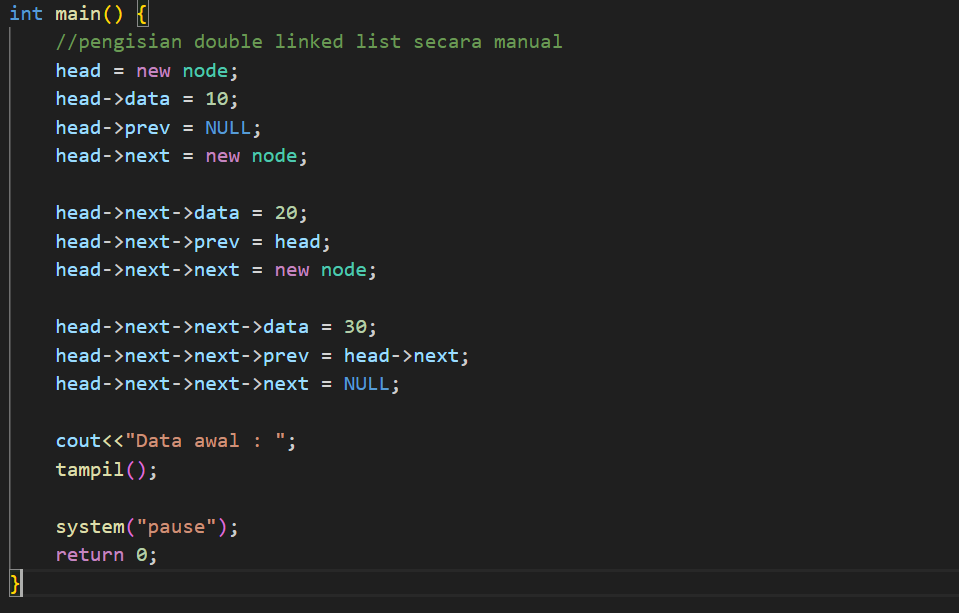 int main() {
//pengisian double linked list secara manual
head = new node;
head->data = 10;
head->prev = NULL;
head->next = new node;
head->next->data = 20;
head->next->prev = head;
head->next->next = new node;
head->next->next->data = 30;
head->next->next->prev = head->next;
head->next->next->next = NULL;
cout<<"Data awal : ";
tampil();
system("pause");
return 0;
}